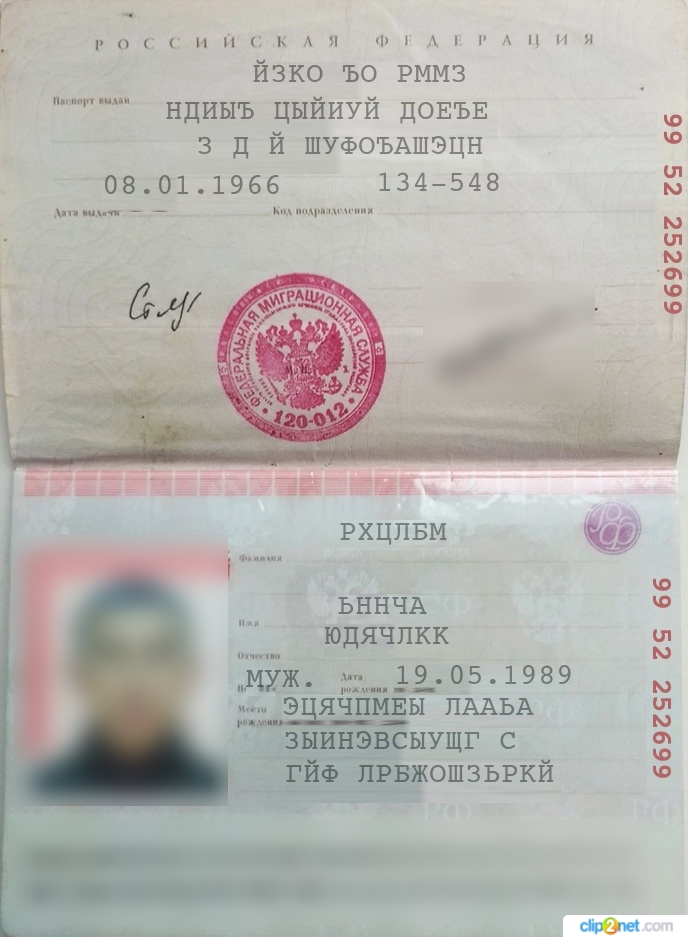 РОССИЙСКАЯ ФЕДЕРАЦИЯ
ЙЗКО ЪО РММЗ
Паспорт выдан
НДИЫЪ ЦЫЙИУЙ ДОЕЪЕ
З Д Й ШУФОЪАШЭЦН
08.01.1966 134-548
Дата выдачи Код подразделения
99 52 252699
ФЕДЕРАЛЬНАЯ МИГРАЦИОННАЯ СЛУЖБА
120-012
РХЦЛБМ
Фамилия
ЬННЧА
Имя
ЮДЯЧЛКК
Отчество
МУЖ. Дата рождения 19.05.1989
Место рождения ЭЦЯЧПМЕЫ ЛААЬА
ЗЫИНЭВСЫУЩГ С
ГЙФ ЛРБЖОШЗЬРКЙ
99 52 252699
clip2net.com